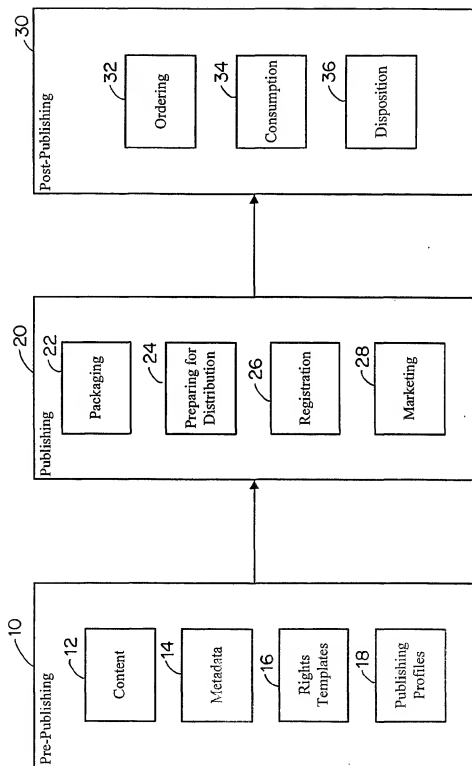 10
Pre-Publishing
12
Content
14
Metadata
16
Rights
Templates
18
Publishing
Profiles
20
Publishing
22
Packaging
24
Preparing for
Distribution
26
Registration
28
Marketing
30
Post-Publishing
32
Ordering
34
Consumption
36
Disposition